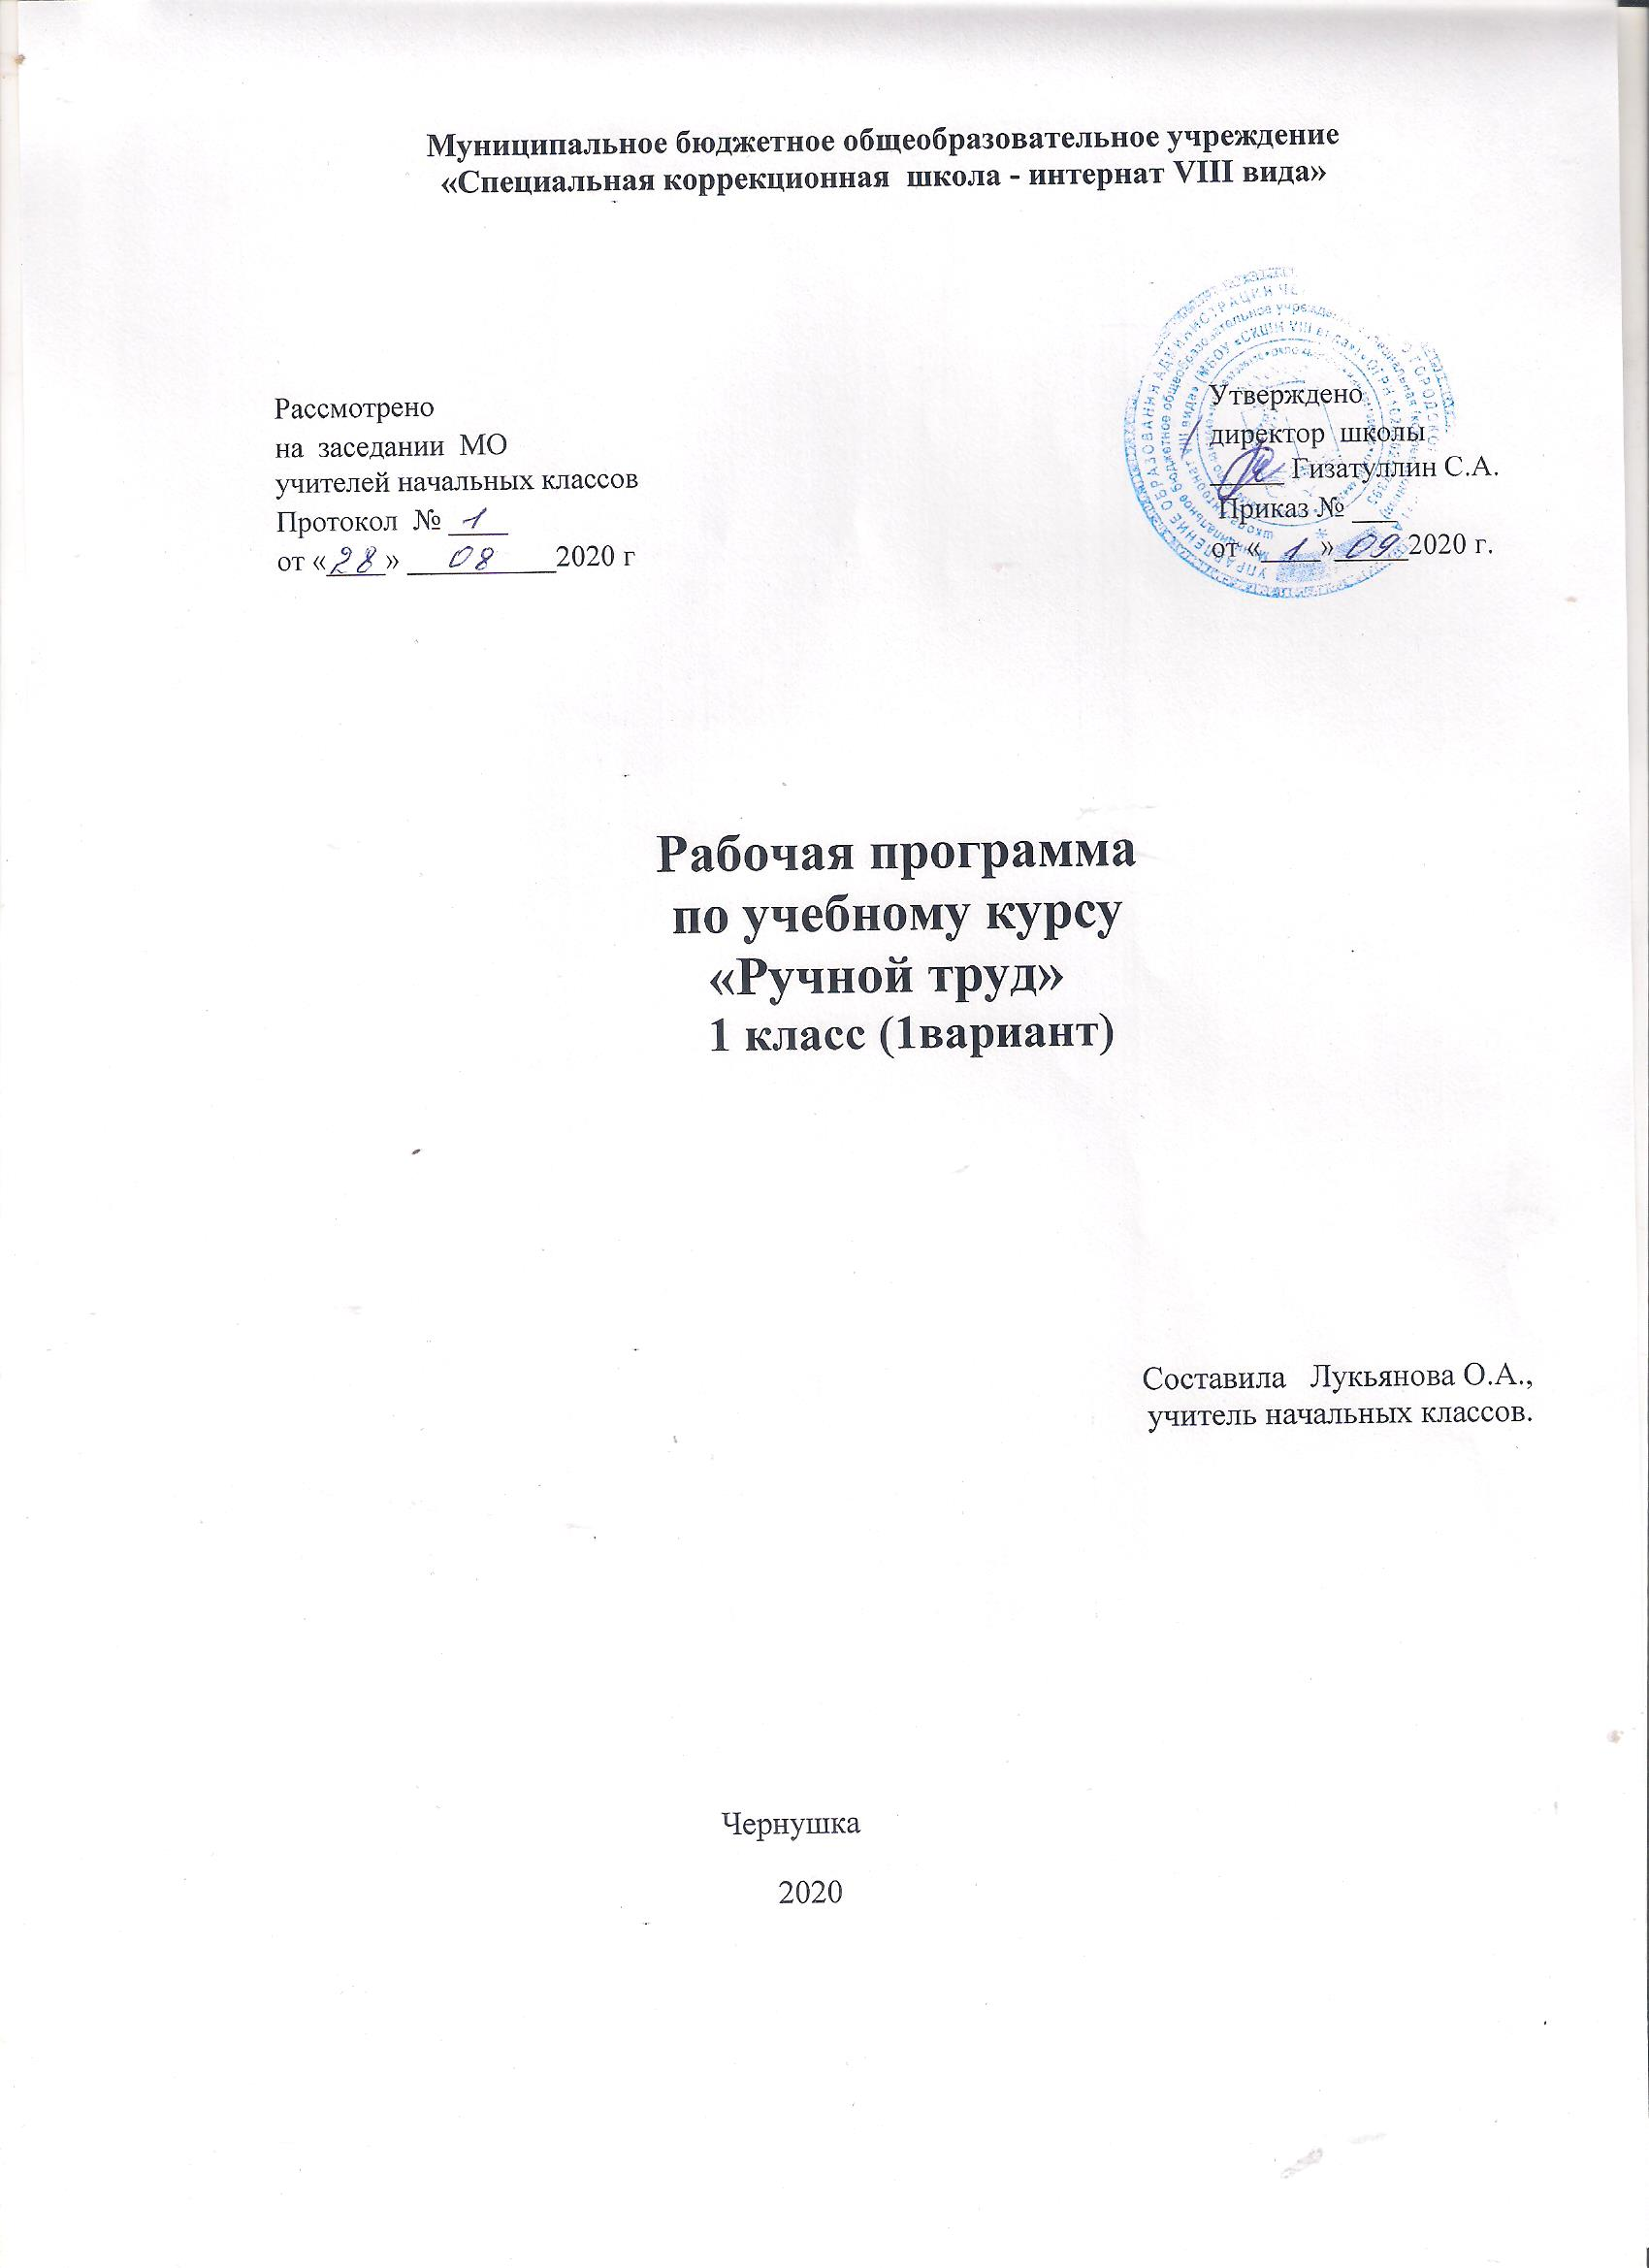 Муниципальное бюджетное общеобразовательное учреждение
«Специальная коррекционная школа - интернат VIII вида»
Рассмотрено
на заседании МО
учителей начальных классов
Протокол № 1
от «28» 08 2020 г
Утверждено
директор школы
Гизатуллин С.А.
Приказ № ___
от « 1 » 09 2020 г.
Рабочая программа
по учебному курсу
«Ручной труд»
1 класс (1вариант)
Составила Лукьянова О.А.,
учитель начальных классов.
Чернушка
2020